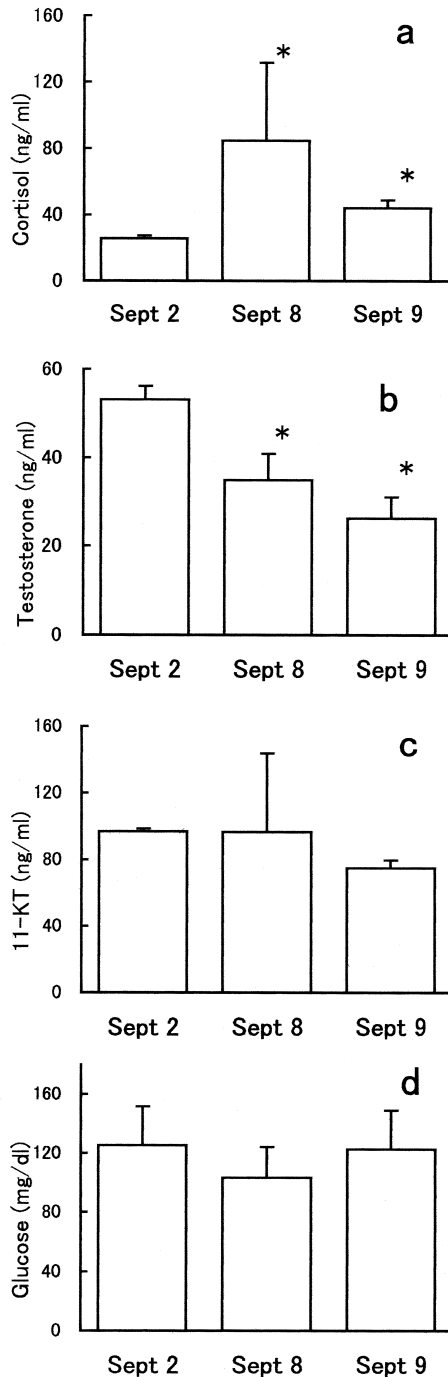 a
Cortisol (ng/ml)
160
120
80
40
0
*
*
Sept 2 Sept 8 Sept 9
b
Testosterone (ng/ml)
60
40
20
0
*
*
Sept 2 Sept 8 Sept 9
c
11-KT (ng/ml)
160
120
80
40
0
Sept 2 Sept 8 Sept 9
d
Glucose (mg/dl)
160
120
80
40
0
Sept 2 Sept 8 Sept 9